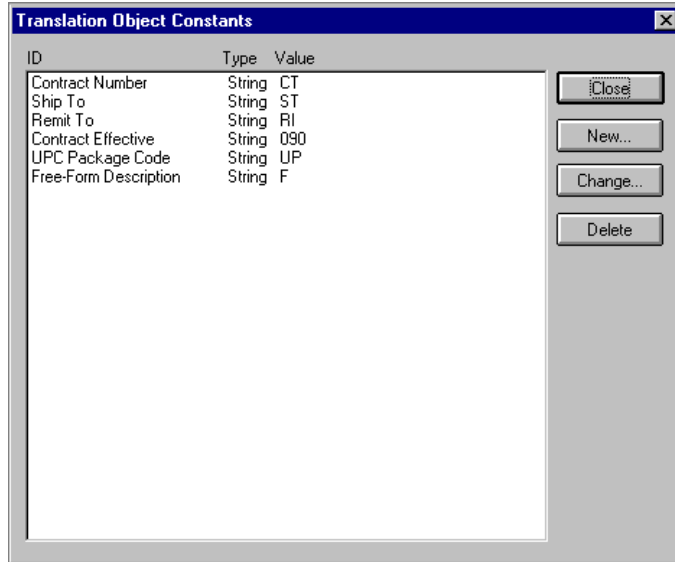 Translation Object Constants
ID Type Value
Contract Number String CT
Ship To String ST
Remit To String RI
Contract Effective String 090
UPC Package Code String UP
Free-Form Description String F
Close
New...
Change...
Delete